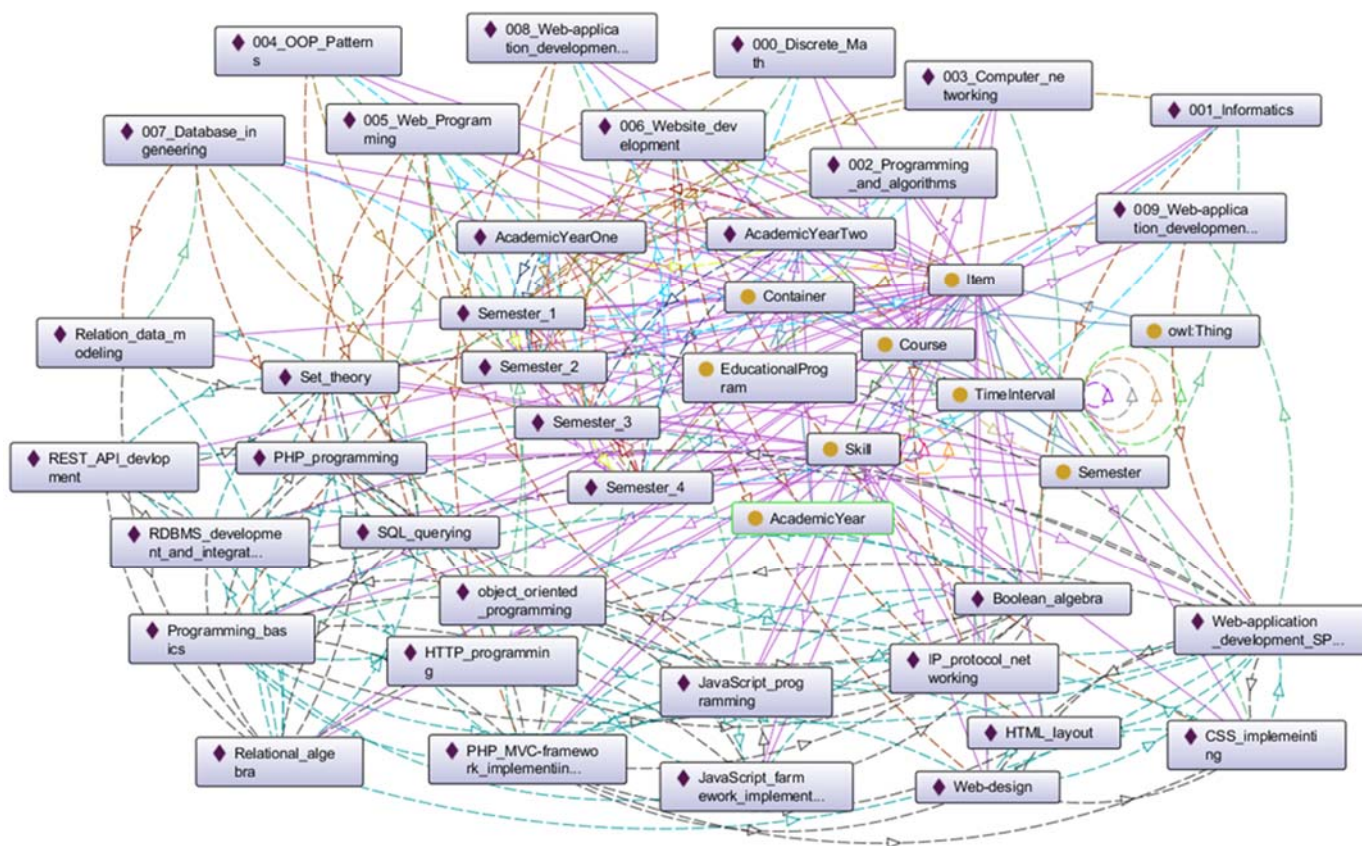 004_OOP_Pattern
s
008_Web-applica
tion_developmen...
000_Discrete_Ma
th
003_Computer_ne
tworking
001_Informatics
007_Database_in
geneering
005_Web_Program
ming
006_Website_dev
elopment
002_Programming
_and_algorithms
009_Web-applica
tion_developmen...
AcademicYearOne
AcademicYearTwo
Item
Container
Semester_1
owl:Thing
Relation_data_m
odeling
Course
Semester_2
Set_theory
EducationalProg
ram
TimeInterval
Semester_3
REST_API_devlop
ment
PHP_programming
Skill
Semester
Semester_4
AcademicYear
RDBMS_developme
nt_and_integrat...
SQL_querying
object_oriented
_programming
Boolean_algebra
Programming_bas
ics
Web-application
_development_SP...
HTTP_programmin
g
IP_protocol_net
working
JavaScript_prog
ramming
HTML_layout
CSS_implemeinti
ng
Relational_alge
bra
PHP_MVC-framewo
rk_implementiin...
JavaScript_farm
ework_implement...
Web-design